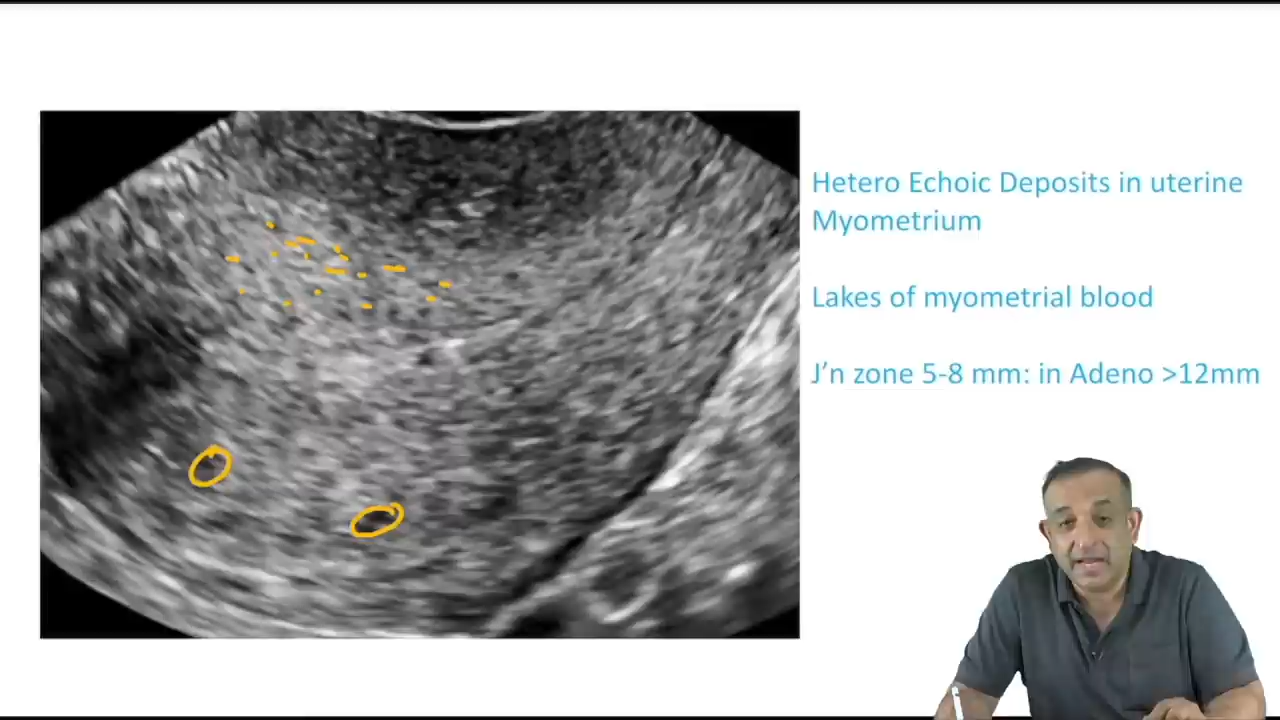 Hetero Echoic Deposits in uterine
Myometrium
Lakes of myometrial blood
J’n zone 5-8 mm: in Adeno >12mm